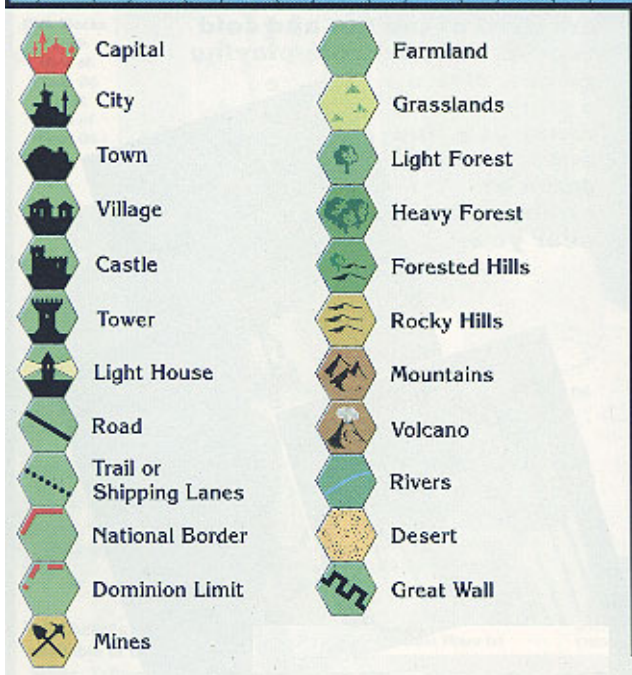 Capital
City
Town
Village
Castle
Tower
Light House
Road
Trail or
Shipping Lanes
National Border
Dominion Limit
Mines
Farmland
Grasslands
Light Forest
Heavy Forest
Forested Hills
Rocky Hills
Mountains
Volcano
Rivers
Desert
Great Wall